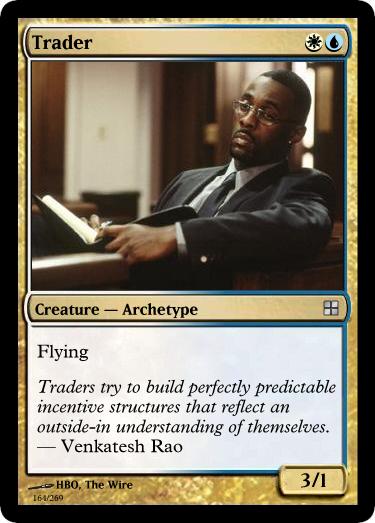 Trader
Creature — Archetype
Flying
Traders try to build perfectly predictable
incentive structures that reflect an
outside-in understanding of themselves.
— Venkatesh Rao
3/1
HBO, The Wire
164/269